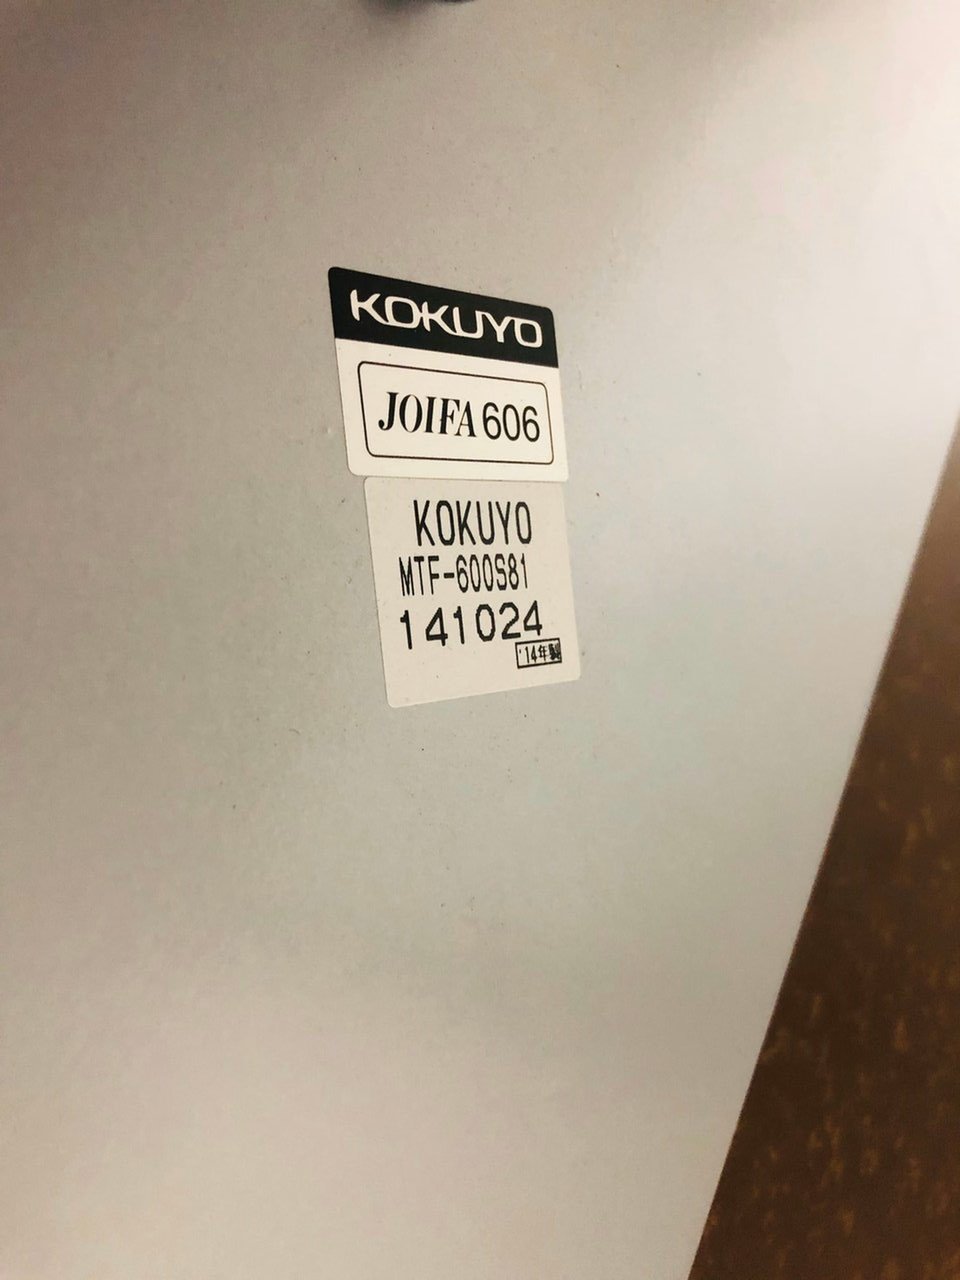 KOKUYO
JOIFA 606
KOKUYO
MTF-600S81
141024
'14年製